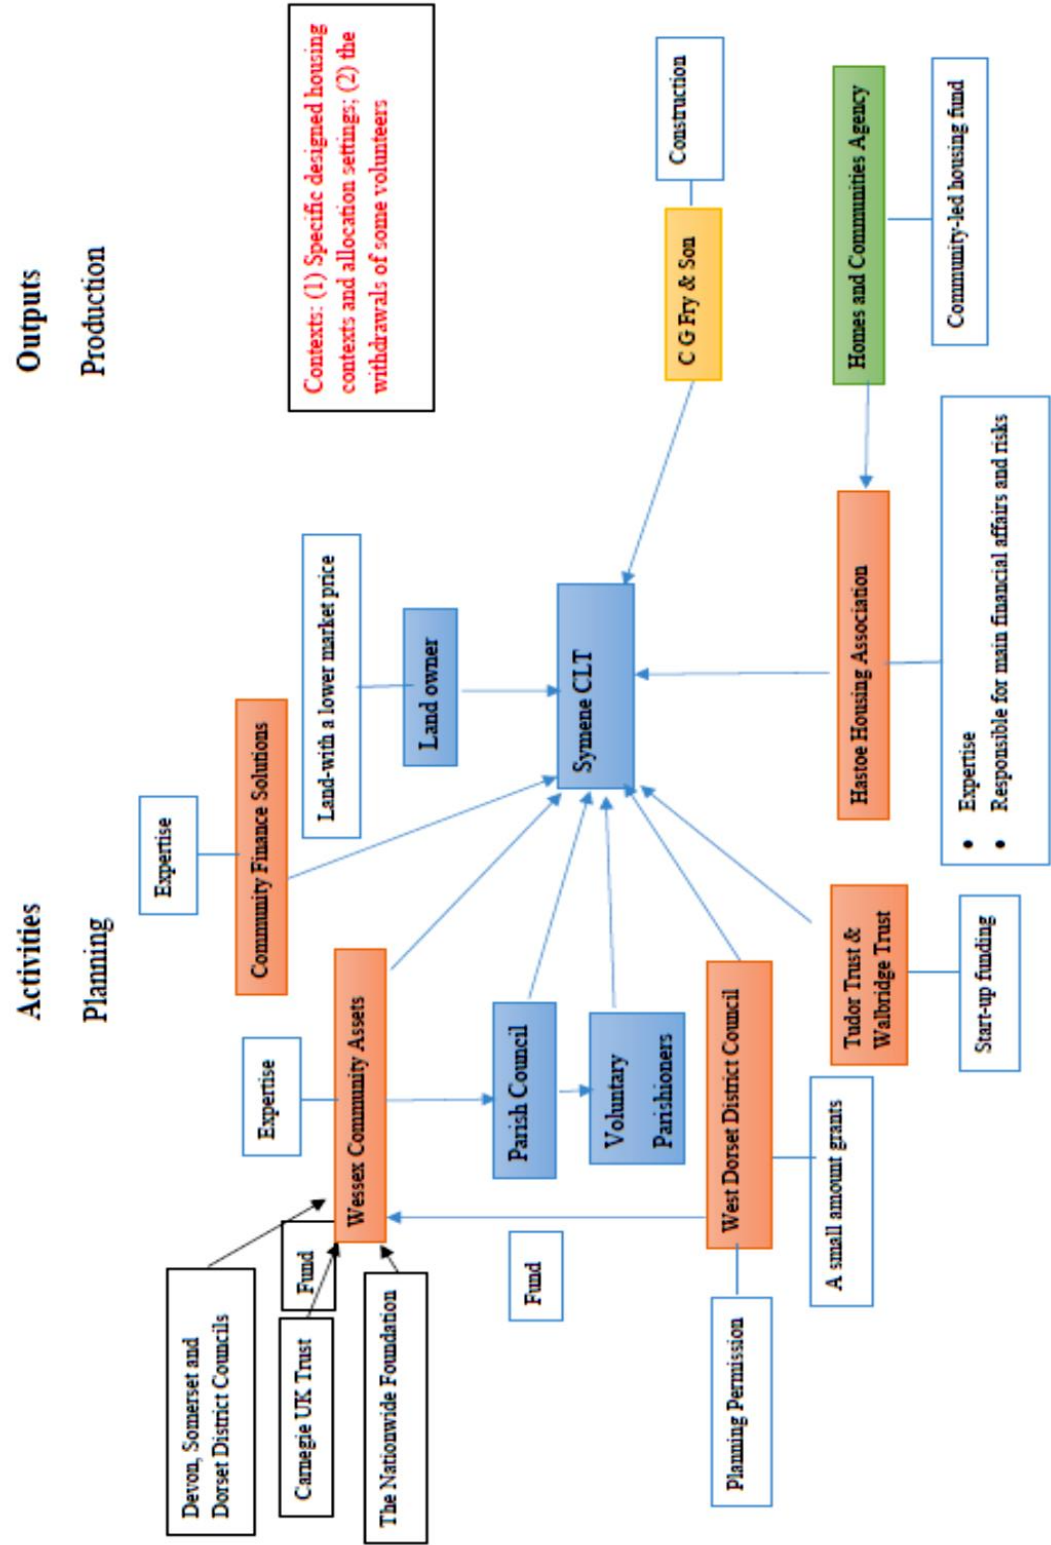 Activities
Outputs
Planning
Production
Devon, Somerset and
Dorset District Councils
Carnegie UK Trust
Fund
The Nationwide Foundation
Expertise
Wessex Community Assets
Expertise
Community Finance Solutions
Land-with a lower market price
Land owner
Contexts: (1) Specific designed housing
contexts and allocation settings; (2) the
withdrawals of some volunteers
Fund
Parish Council
Voluntary
Parishioners
Symene CLT
C G Fry & Son
Construction
Planning Permission
West Dorset District Council
A small amount grants
Tudor Trust &
Walbridge Trust
Start-up funding
Hastoe Housing Association
• Expertise
• Responsible for main financial affairs and risks
Homes and Communities Agency
Community-led housing fund